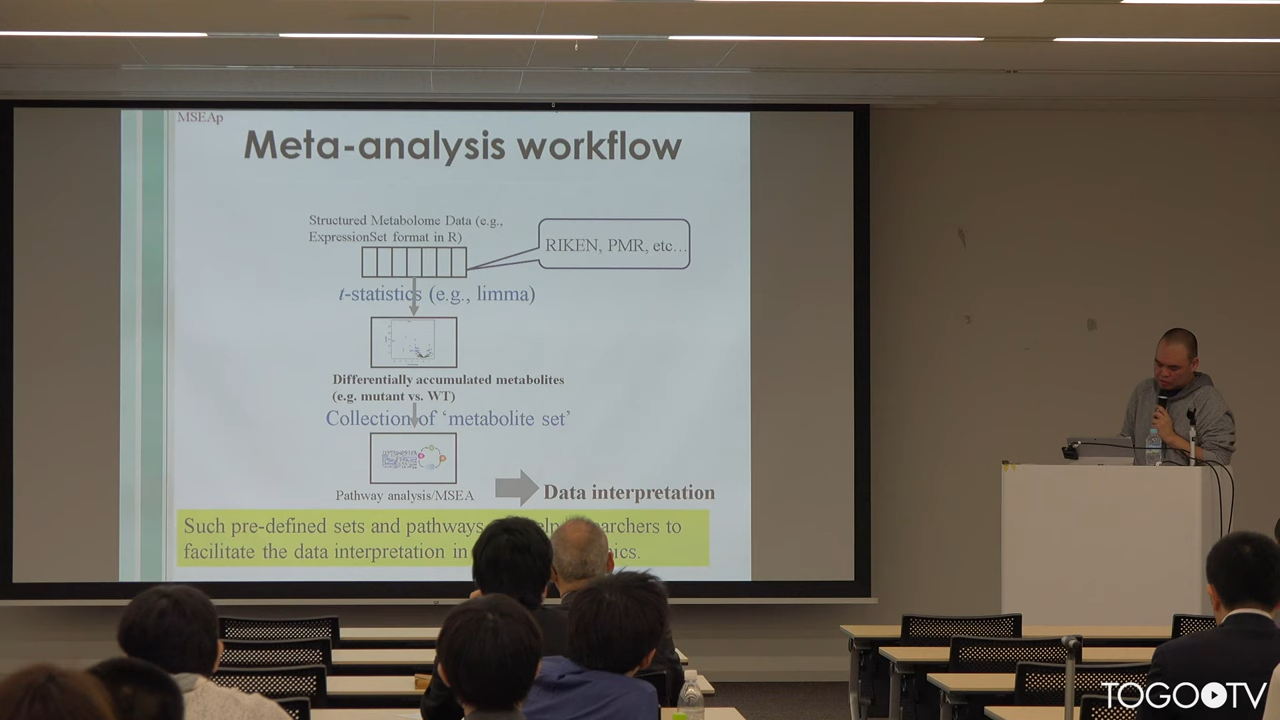 MSEAp
Meta-analysis workflow
Structured Metabolome Data (e.g.,
ExpressionSet format in R)
RIKEN, PMR, etc…
t-statistics (e.g., limma)
Differentially accumulated metabolites
(e.g. mutant vs. WT)
Collection of ‘metabolite set’
Pathway analysis/MSEA
Data interpretation
Such pre-defined sets and pathways to
facilitate the data interpretation in
TOGO TV